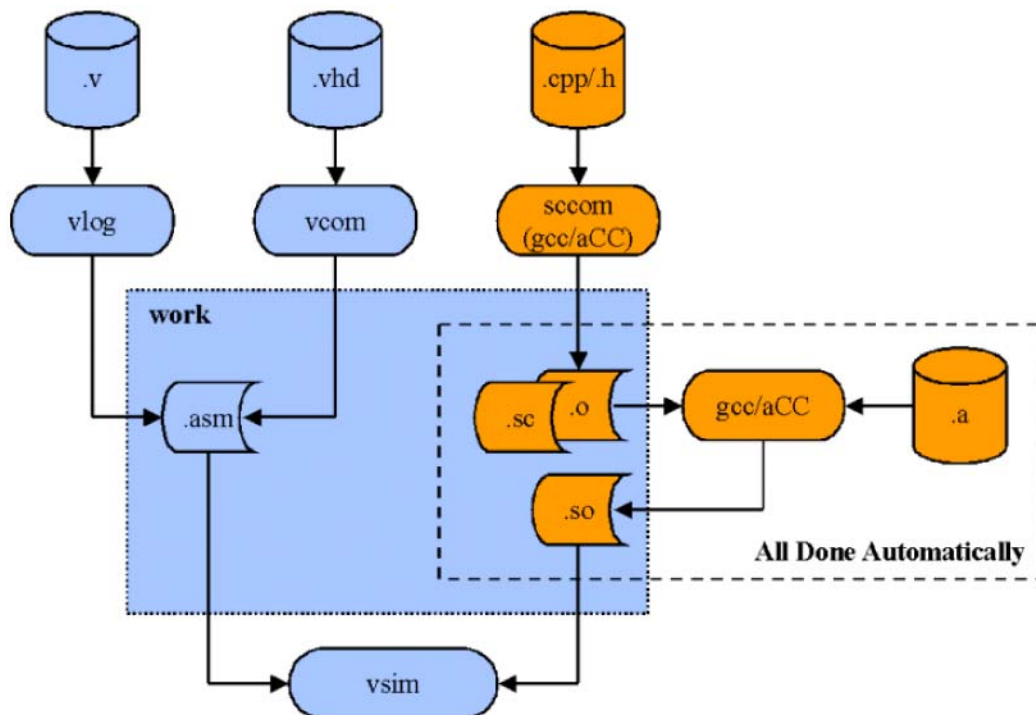 .v
.vhd
.cpp/.h
vlog
vcom
sccom
(gcc/aCC)
work
.asm
.sc
.o
gcc/aCC
.a
.so
All Done Automatically
vsim